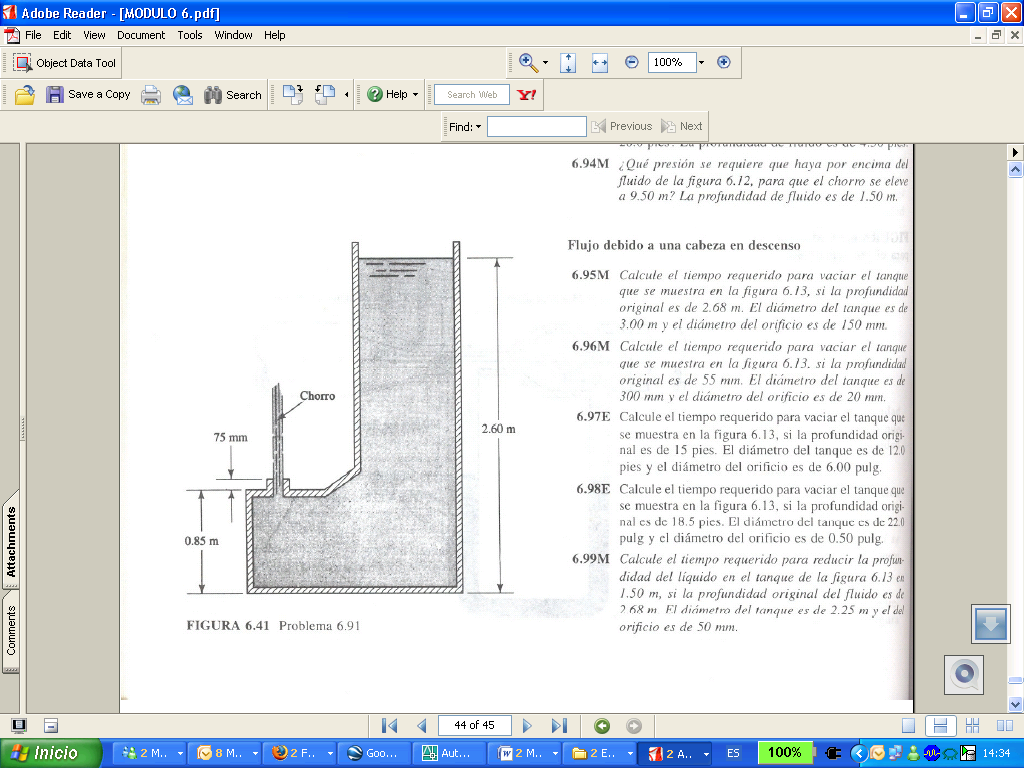 Adobe Reader - [MODULO 6.pdf]
File Edit View Document Tools Window Help
Object Data Tool
100%
Save a Copy
Search
Help
Search Web
Y!
Find:
Previous
Next
6.94M ¿Qué presión se requiere que haya por encima del
fluido de la figura 6.12, para que el chorro se eleve
a 9.50 m? La profundidad de fluido es de 1.50 m.
Flujo debido a una cabeza en descenso
6.95M Calcule el tiempo requerido para vaciar el tanque
que se muestra en la figura 6.13, si la profundidad
original es de 2.68 m. El diámetro del tanque es de
3.00 m y el diámetro del orificio es de 150 mm.
6.96M Calcule el tiempo requerido para vaciar el tanque
que se muestra en la figura 6.13. si la profundidad
original es de 55 mm. El diámetro del tanque es de
300 mm y el diámetro del orificio es de 20 mm.
6.97E Calcule el tiempo requerido para vaciar el tanque que
se muestra en la figura 6.13, si la profundidad origi-
nal es de 15 pies. El diámetro del tanque es de 12.0
pies y el diámetro del orificio es de 6.00 pulg.
6.98E Calcule el tiempo requerido para vaciar el tanque que
se muestra en la figura 6.13, si la profundidad origi-
nal es de 18.5 pies. El diámetro del tanque es de 22.0
pulg y el diámetro del orificio es de 0.50 pulg.
6.99M Calcule el tiempo requerido para reducir la profun-
didad del líquido en el tanque de la figura 6.13 en
1.50 m, si la profundidad original del fluido es de
2.68 m. El diámetro del tanque es de 2.25 m y el del
orificio es de 50 mm.
Chorro
75 mm
2.60 m
0.85 m
FIGURA 6.41 Problema 6.91
Attachments
Comments
44 of 45
Inicio
2 M...
8 M...
2 F...
Goo...
Aut...
2 M...
2 E...
2 A...
ES
100%
14:34